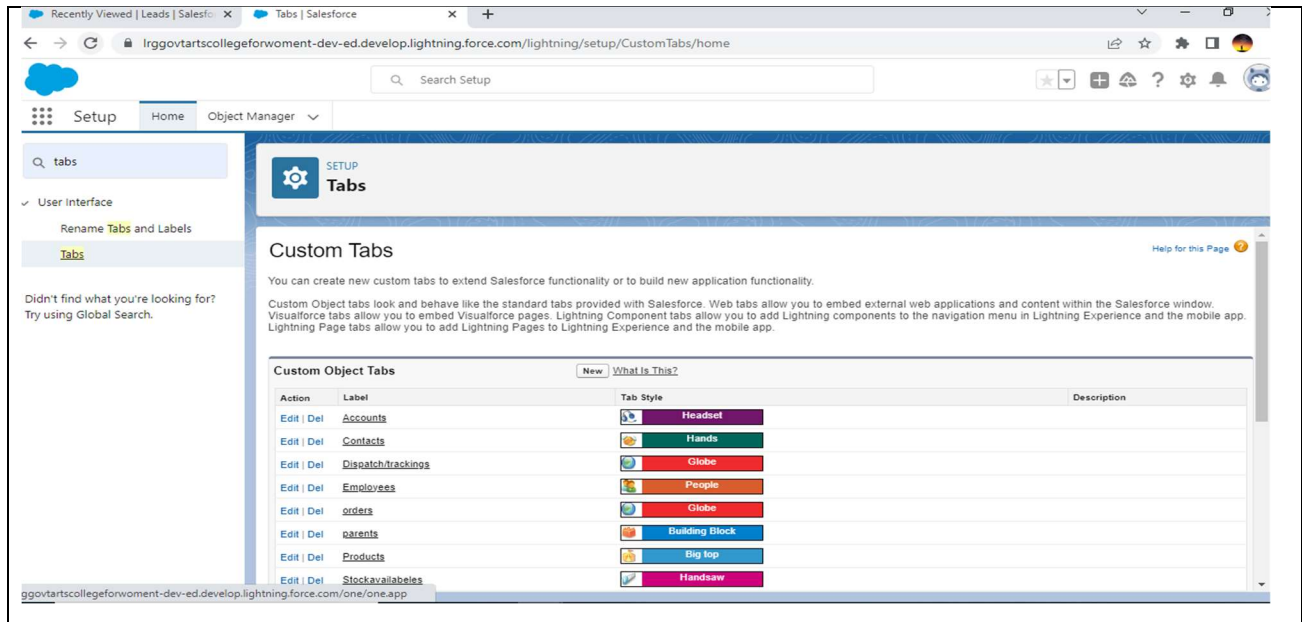 Recently Viewed | Leads | Salesfo
Tabs | Salesforce
lrggovtartscollegeforwoment-dev-ed.develop.lightning.force.com/lightning/setup/CustomTabs/home
Search Setup
Setup Home Object Manager
tabs
User Interface
Rename Tabs and Labels
Tabs
Didn't find what you're looking for?
Try using Global Search.
SETUP
Tabs
Custom Tabs
Help for this Page
You can create new custom tabs to extend Salesforce functionality or to build new application functionality.
Custom Object tabs look and behave like the standard tabs provided with Salesforce. Web tabs allow you to embed external web applications and content within the Salesforce window.
Visualforce tabs allow you to embed Visualforce pages. Lightning Component tabs allow you to add Lightning components to the navigation menu in Lightning Experience and the mobile app.
Lightning Page tabs allow you to add Lightning Pages to Lightning Experience and the mobile app.
Custom Object Tabs New What Is This?
Action Label Tab Style Description
Edit | Del Accounts Headset
Edit | Del Contacts Hands
Edit | Del Dispatch/trackings Globe
Edit | Del Employees People
Edit | Del orders Globe
Edit | Del parents Building Block
Edit | Del Products Big top
Edit | Del Stockavailabeles Handsaw
ggovtartscollegeforwoment-dev-ed.develop.lightning.force.com/one/one.app